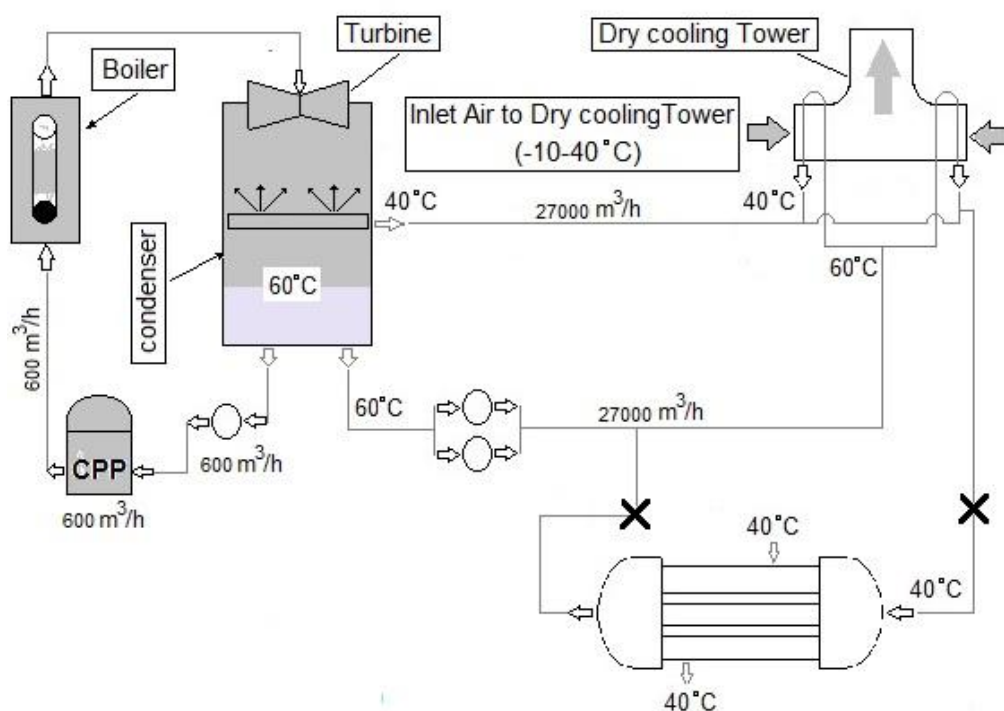 Turbine
Dry cooling Tower
Boiler
Inlet Air to Dry coolingTower
(-10-40°C)
40°C
27000 m³/h
40°C
60°C
60°C
condenser
600 m³/h
60°C
27000 m³/h
600 m³/h
CPP
600 m³/h
40°C
40°C
40°C